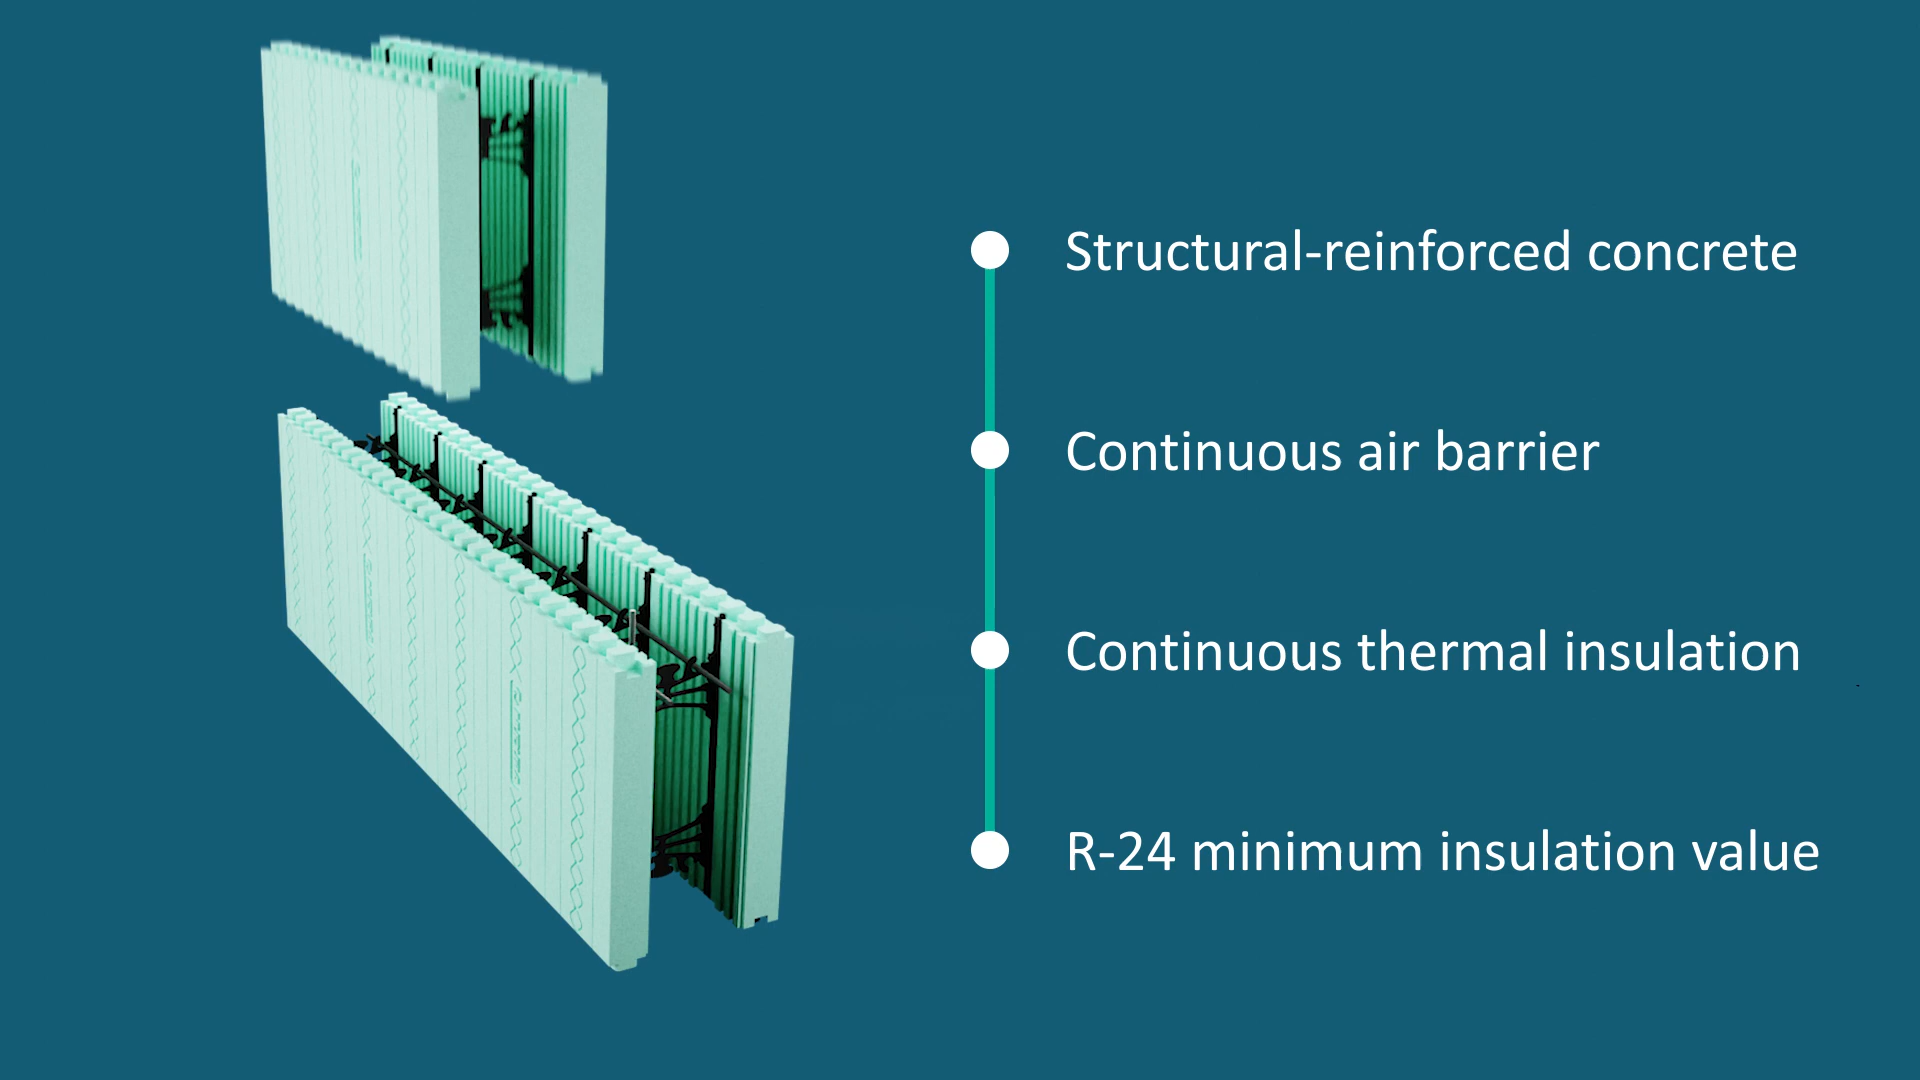 Structural-reinforced concrete
Continuous air barrier
Continuous thermal insulation
R-24 minimum insulation value